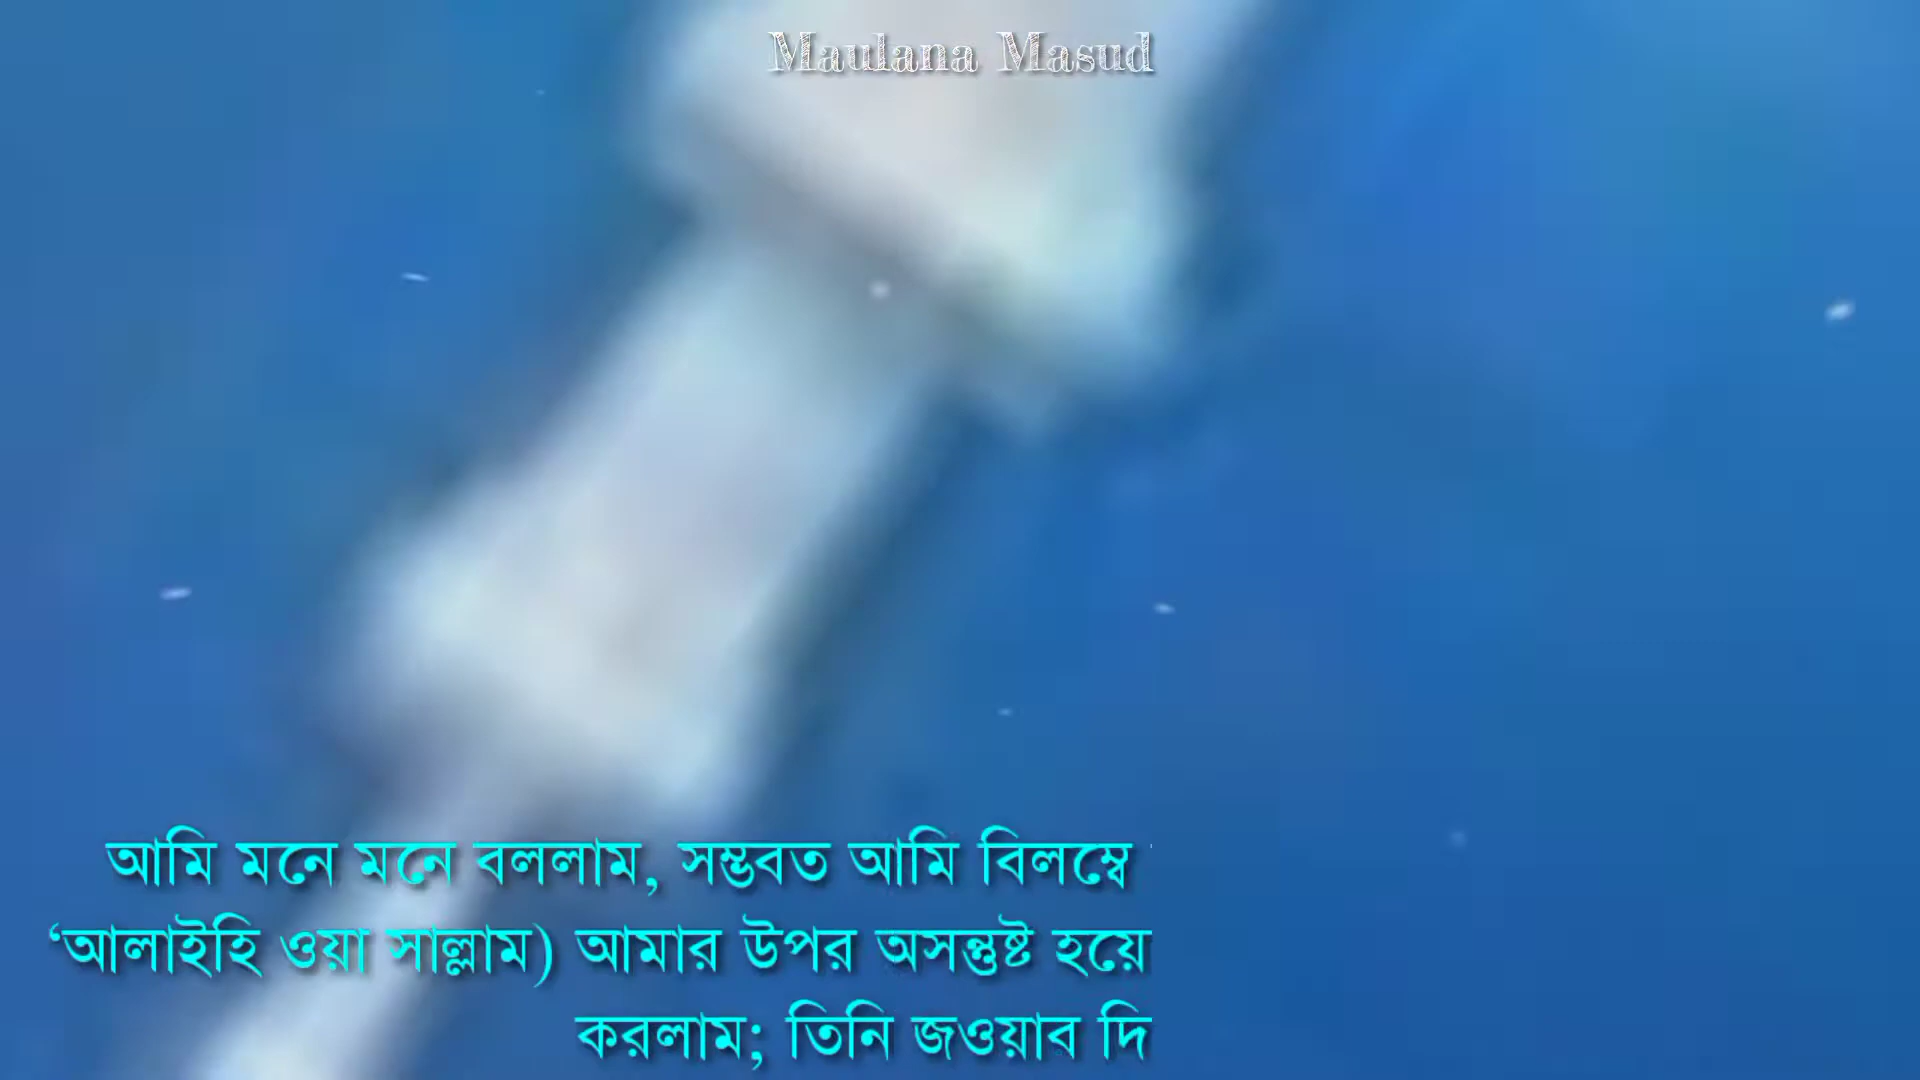 Maulana Masud
আমি মনে মনে বললাম, সম্ভবত আমি বিলম্বে
‘আলাইহি ওয়া সাল্লাম) আমার উপর অসন্তুষ্ট হয়ে
করলাম; তিনি জওয়াব দি